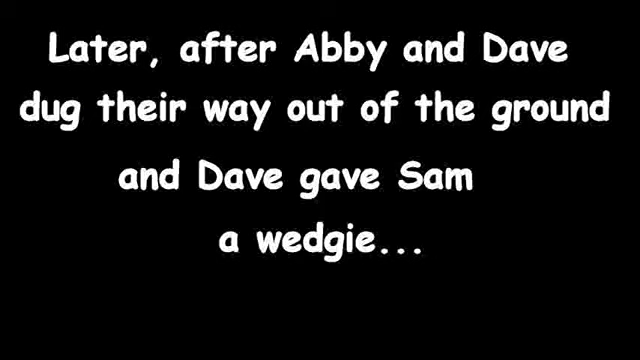 Later, after Abby and Dave
dug their way out of the ground
and Dave gave Sam
a wedgie...